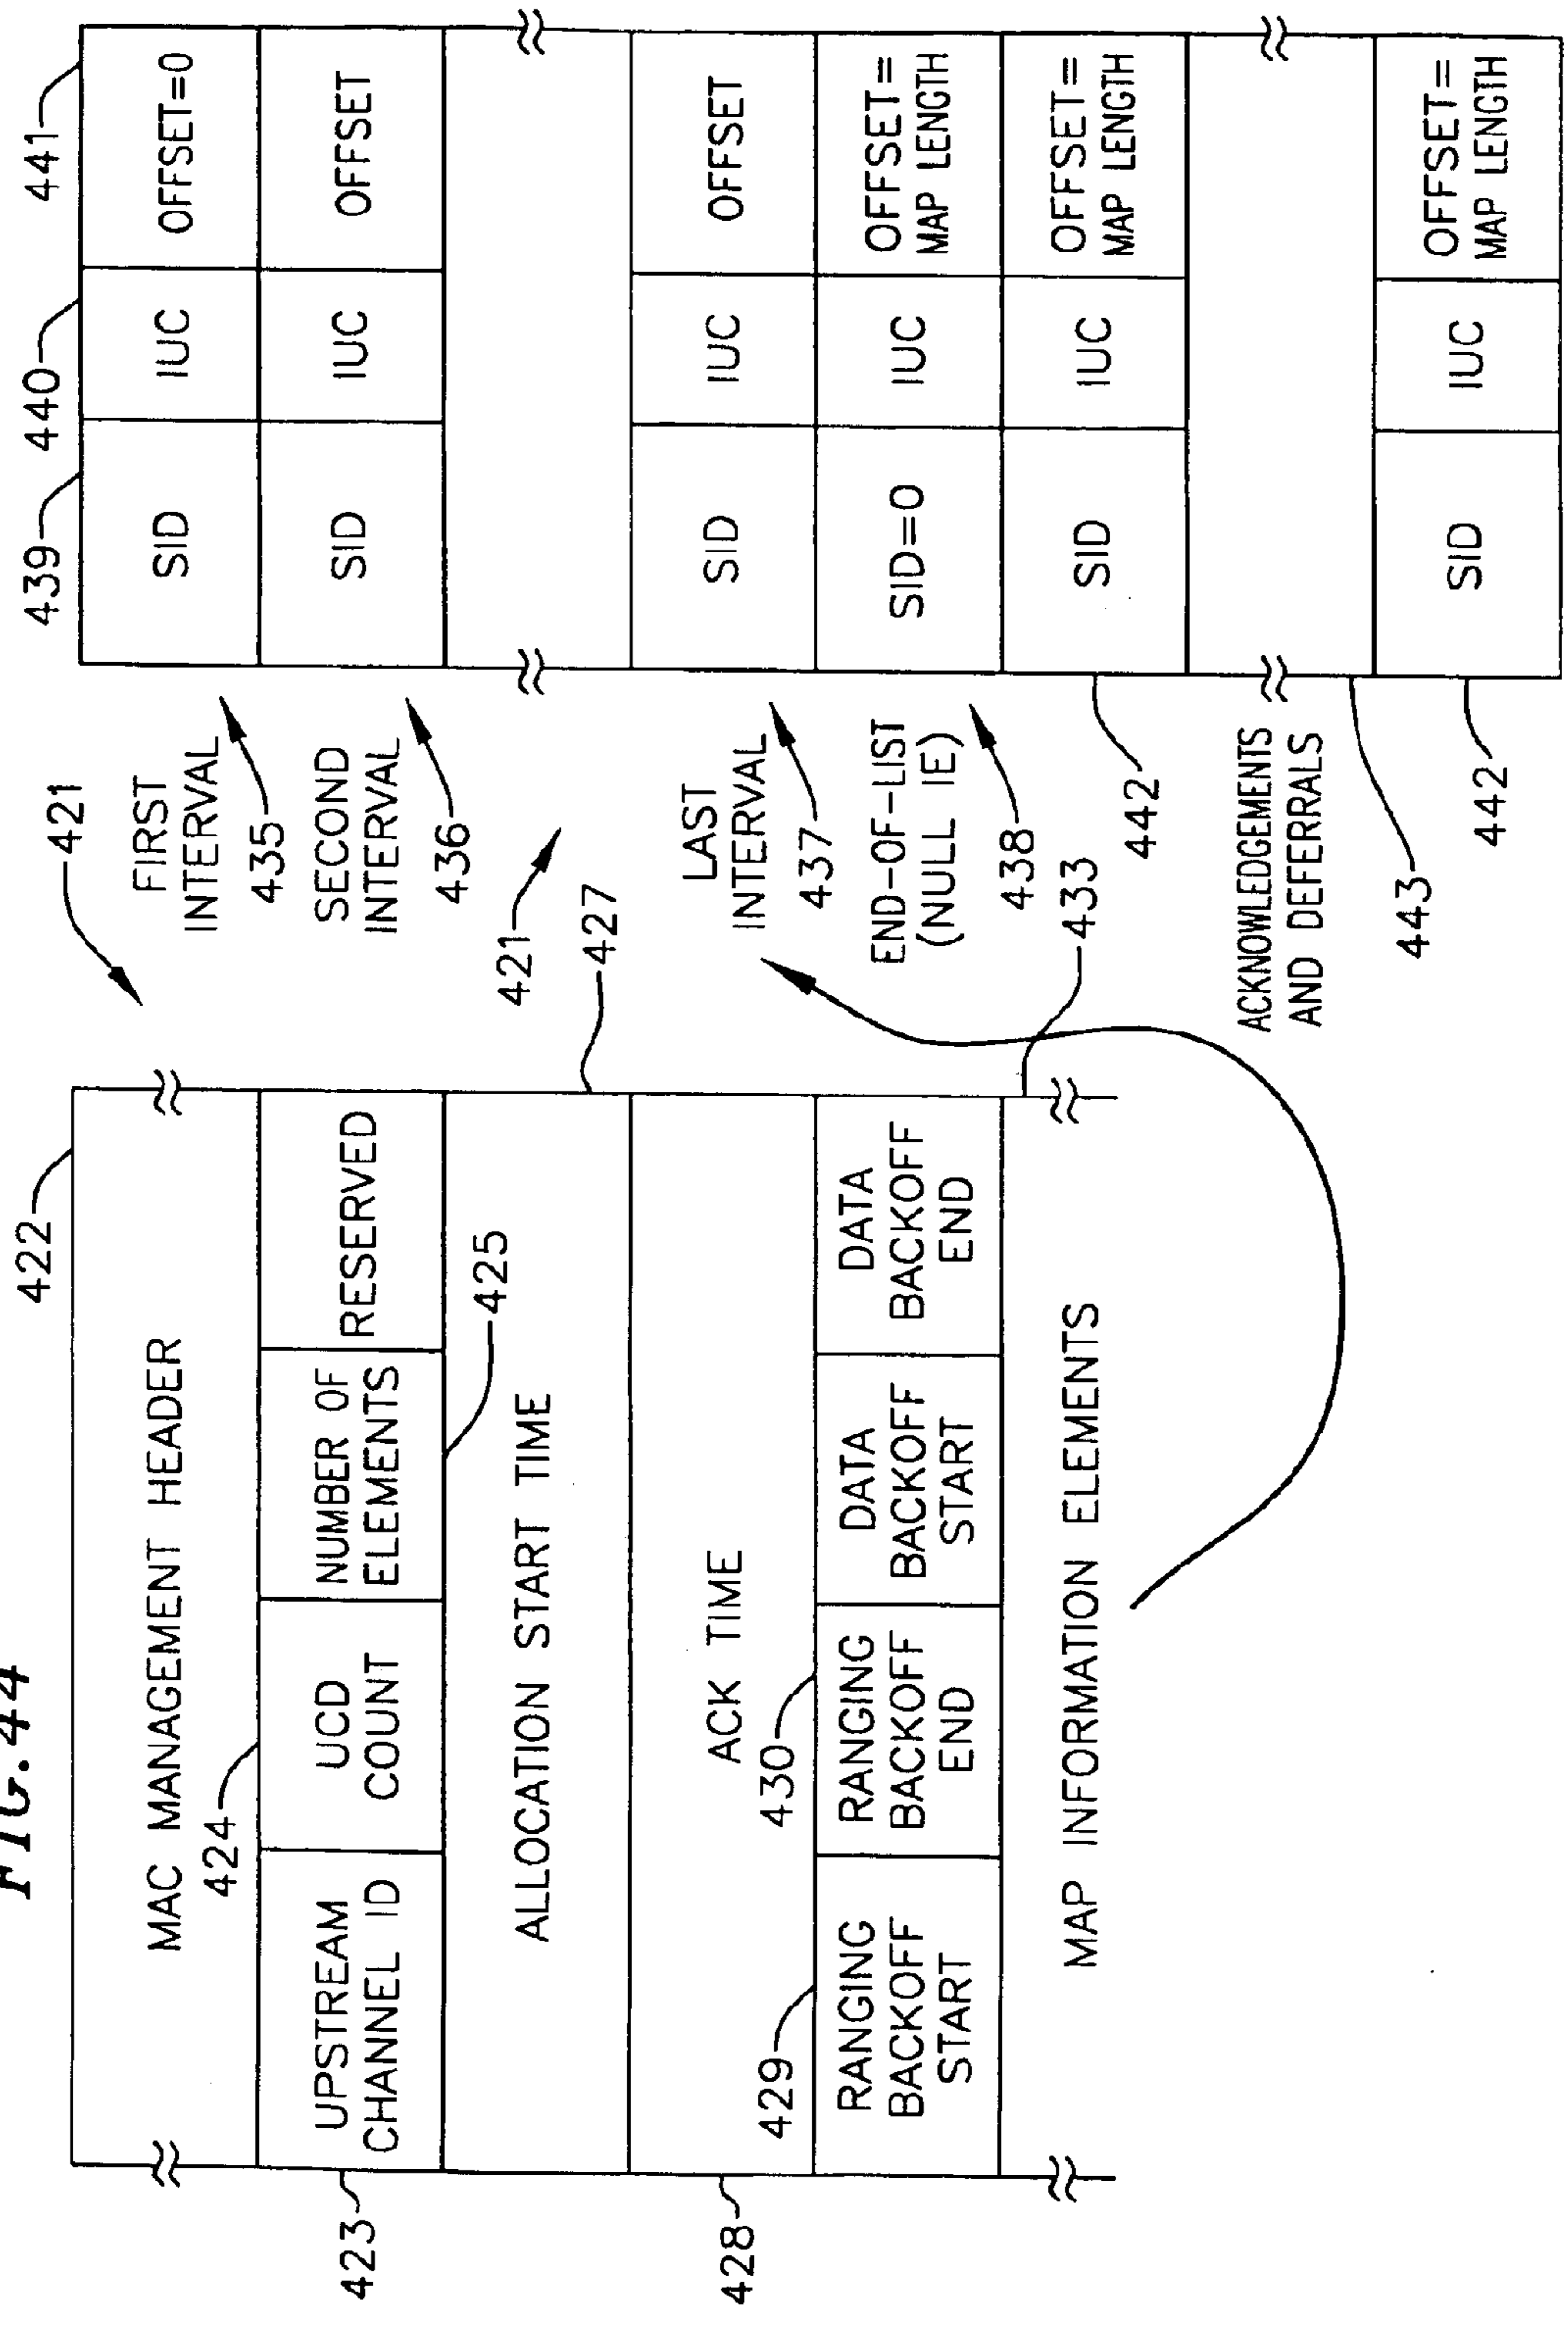 FIG. 44
422
421
MAC MANAGEMENT HEADER
424
423
UPSTREAM
CHANNEL ID
UCD
COUNT
NUMBER OF
ELEMENTS
RESERVED
425
ALLOCATION START TIME
427
428
ACK TIME
429
430
RANGING
BACKOFF
START
RANGING
BACKOFF
END
DATA
BACKOFF
START
DATA
BACKOFF
END
433
MAP INFORMATION ELEMENTS
439
440
441
FIRST
INTERVAL
435
SID
IUC
OFFSET=0
SECOND
INTERVAL
436
SID
IUC
OFFSET
421
LAST
INTERVAL
437
SID
IUC
OFFSET
END-OF-LIST
(NULL IE)
438
SID=0
IUC
OFFSET=
MAP LENGTH
442
SID
IUC
OFFSET=
MAP LENGTH
ACKNOWLEDGEMENTS
AND DEFERRALS
443
442
SID
IUC
OFFSET=
MAP LENGTH